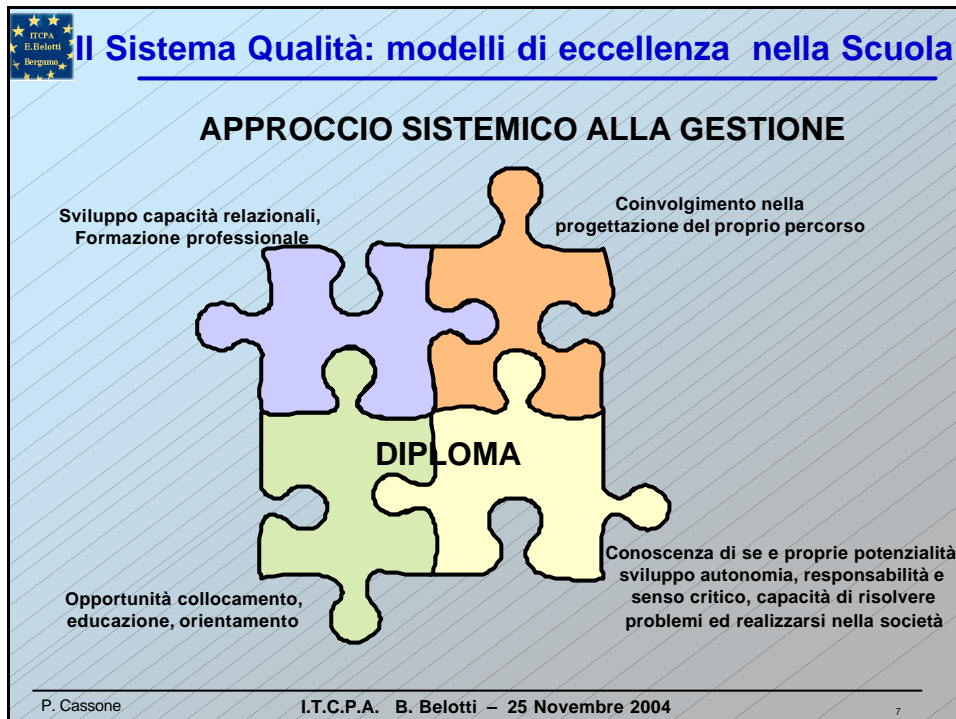 ITCPA
E.Belotti
Bergamo
Il Sistema Qualità: modelli di eccellenza nella Scuola
APPROCCIO SISTEMICO ALLA GESTIONE
Sviluppo capacità relazionali,
Formazione professionale
Coinvolgimento nella
progettazione del proprio percorso
DIPLOMA
Opportunità collocamento,
educazione, orientamento
Conoscenza di se e proprie potenzialità
sviluppo autonomia, responsabilità e
senso critico, capacità di risolvere
problemi ed realizzarsi nella società
P. Cassone
I.T.C.P.A. B. Belotti – 25 Novembre 2004
7